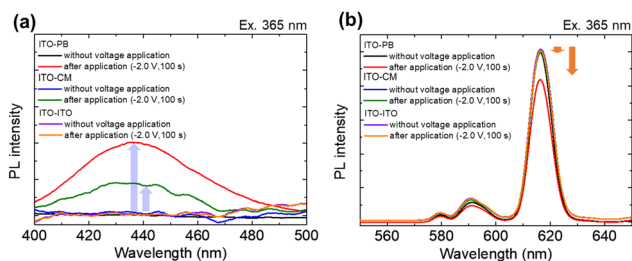 (a)
Ex. 365 nm
ITO-PB
without voltage application
after application (-2.0 V,100 s)
ITO-CM
without voltage application
after application (-2.0 V,100 s)
ITO-ITO
without voltage application
after application (-2.0 V,100 s)
PL intensity
400 420 440 460 480 500
Wavelength (nm)
(b)
Ex. 365 nm
ITO-PB
without voltage application
after application (-2.0 V,100 s)
ITO-CM
without voltage application
after application (-2.0 V,100 s)
ITO-ITO
without voltage application
after application (-2.0 V,100 s)
PL intensity
560 580 600 620 640
Wavelength (nm)